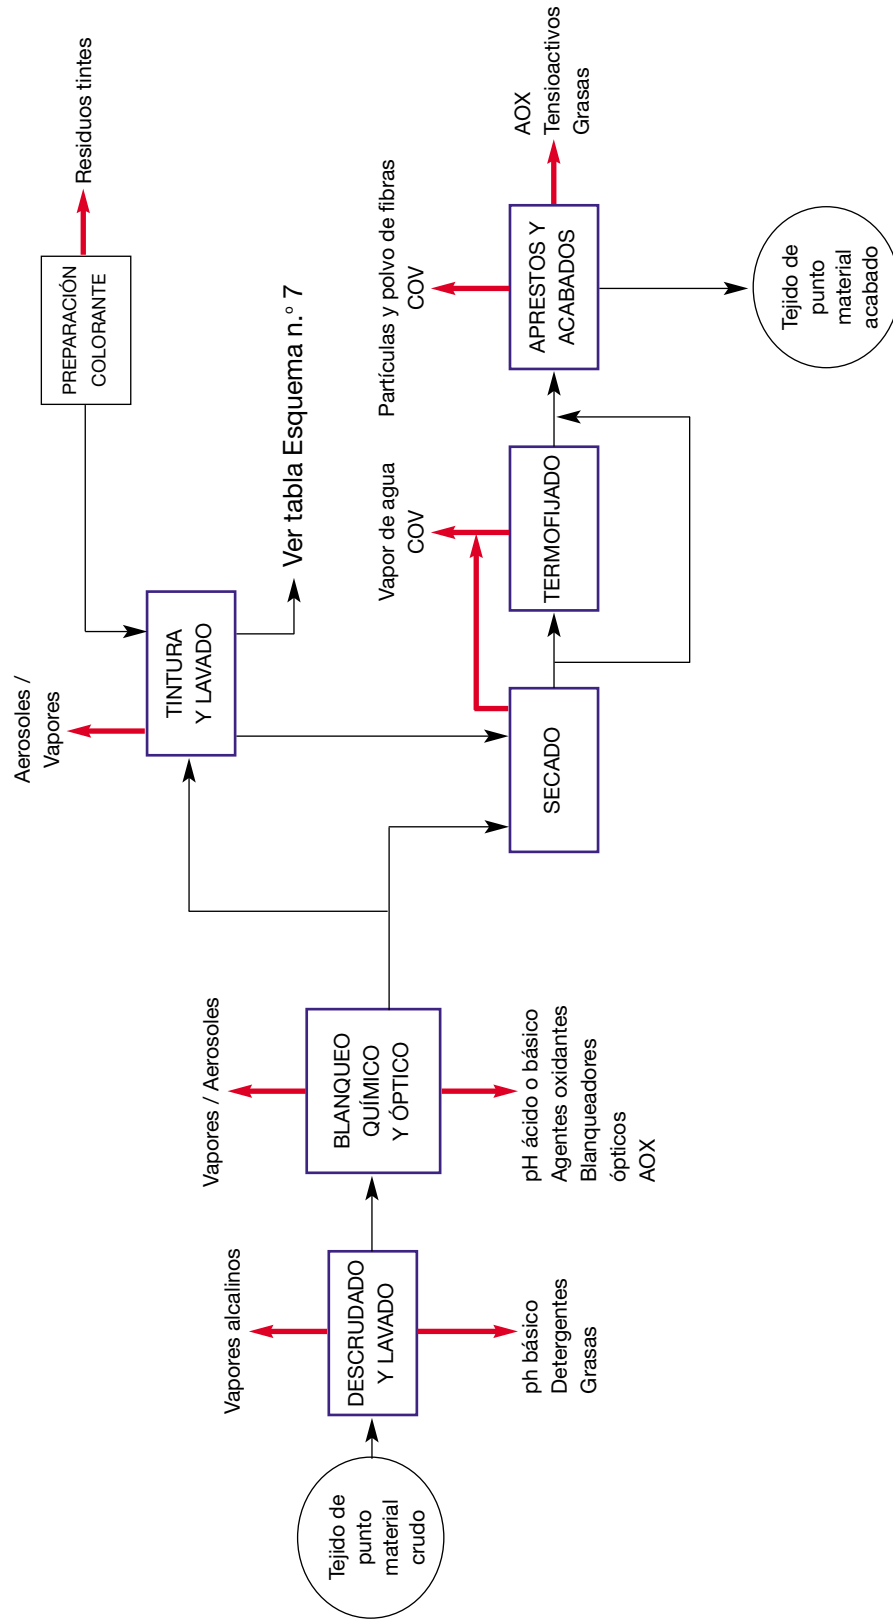 Tejido de
punto
material
crudo
Vapores alcalinos
DESCRUDADO
Y LAVADO
ph básico
Detergentes
Grasas
Vapores / Aerosoles
BLANQUEO
QUÍMICO
Y ÓPTICO
pH ácido o básico
Agentes oxidantes
Blanqueadores
ópticos
AOX
Aerosoles /
Vapores
TINTURA
Y LAVADO
Ver tabla Esquema n.º 7
PREPARACIÓN
COLORANTE
Residuos tintes
SECADO
Vapor de agua
COV
TERMOFIJADO
Partículas y polvo de fibras
COV
APRESTOS Y
ACABADOS
AOX
Tensioactivos
Grasas
Tejido de
punto
material
acabado